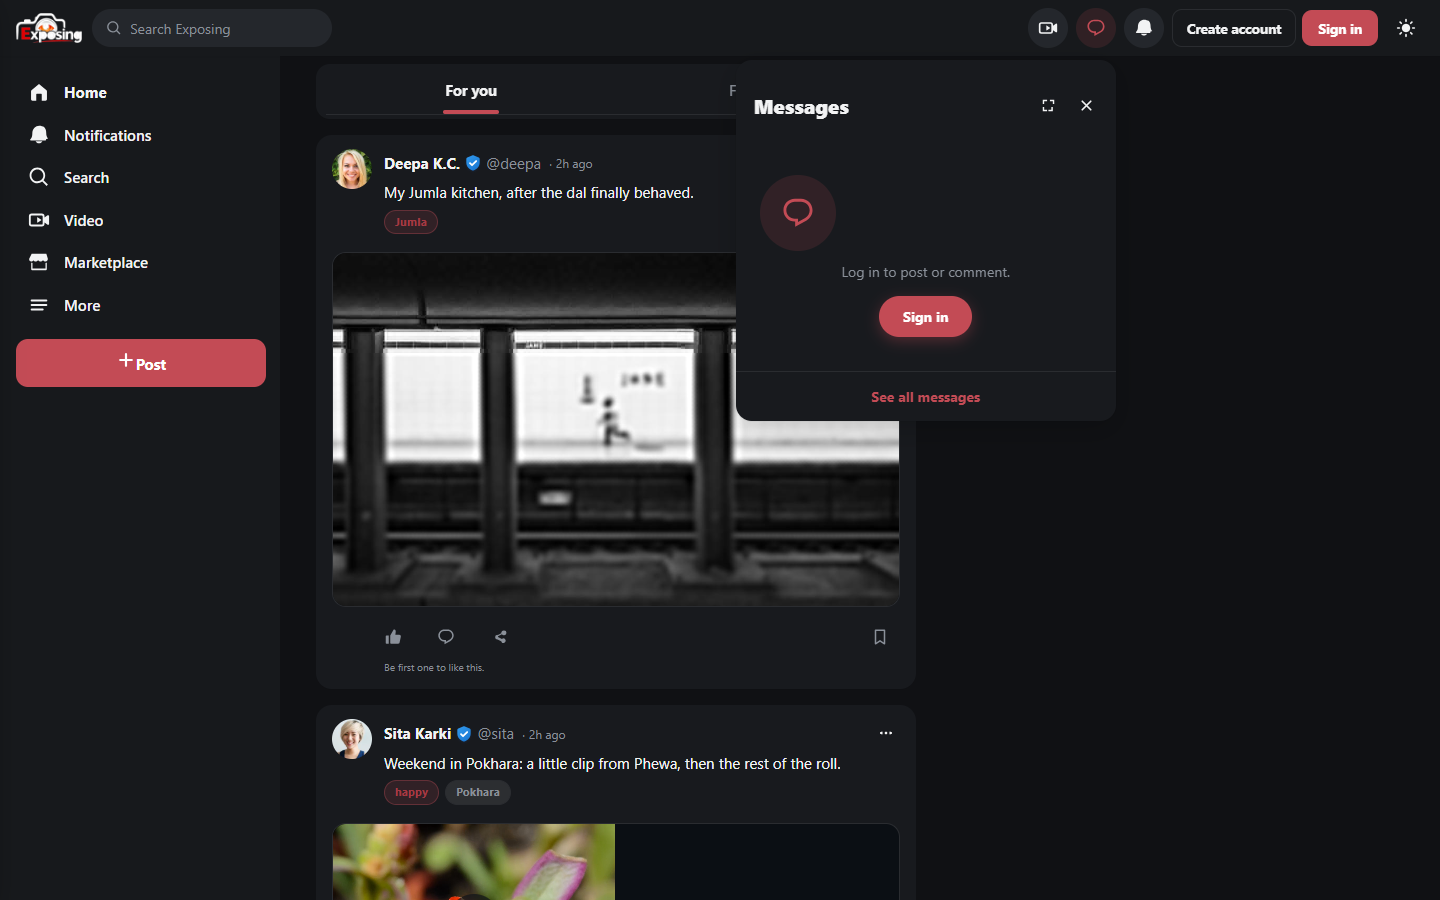 Exposing
Search Exposing
Create account
Sign in
Home
Notifications
Search
Video
Marketplace
More
Post
For you
F
Messages
Log in to post or comment.
Sign in
See all messages
Deepa K.C. @deepa · 2h ago
My Jumla kitchen, after the dal finally behaved.
Jumla
Be first one to like this.
Sita Karki @sita · 2h ago
Weekend in Pokhara: a little clip from Phewa, then the rest of the roll.
happy
Pokhara